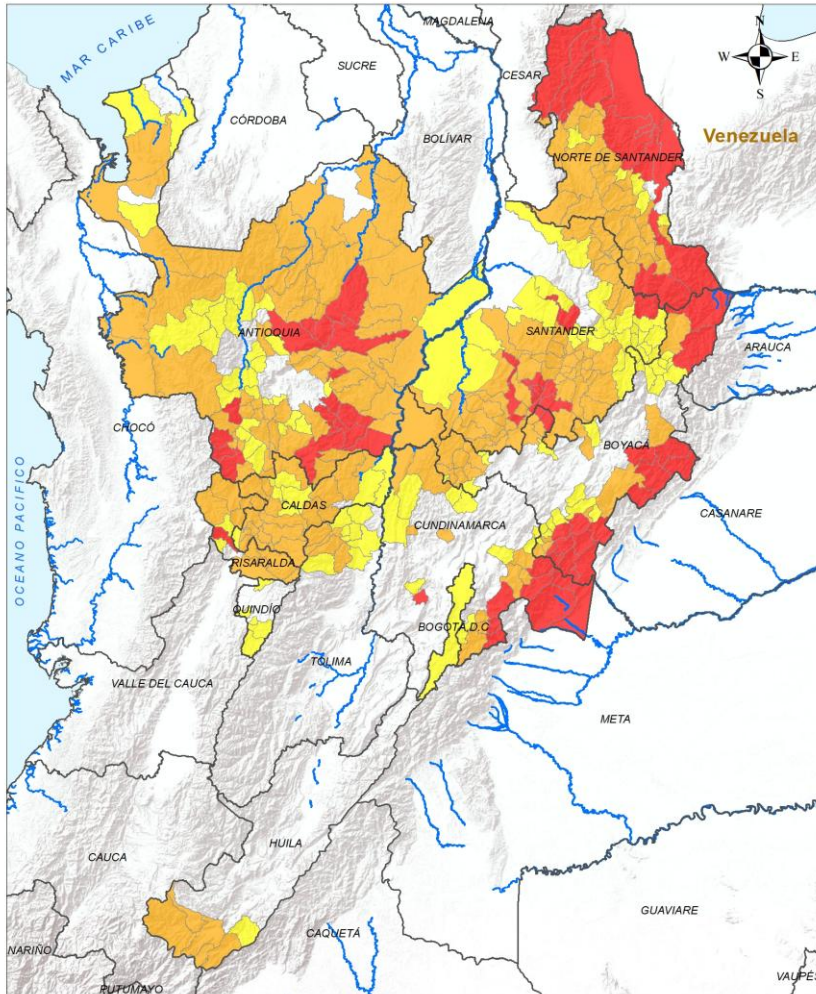 MAGDALENA
MAR CARIBE
SUCRE
CESAR
N
W E
S
CÓRDOBA
BOLÍVAR
Venezuela
NORTE DE SANTANDER
ANTIOQUIA
SANTANDER
ARAUCA
CHOCÓ
BOYACÁ
OCEANO PACIFICO
CALDAS
CUNDINAMARCA
CASANARE
RISARALDA
QUINDÍO
BOGOTÁ D.C
TOLIMA
VALLE DEL CAUCA
META
HUILA
CAUCA
GUAVIARE
CAQUETÁ
NARIÑO
PUTUMAYO
VAUPÉS